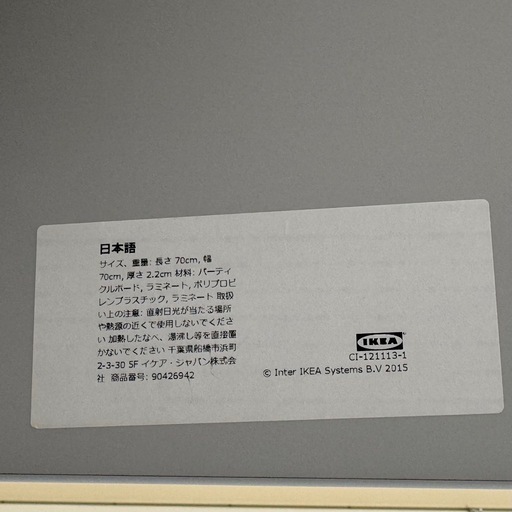 日本語
サイズ、重量: 長さ 70cm, 幅
70cm, 厚さ 2.2cm 材料: パーティ
クルボード, ラミネート, ポリプロピ
レンプラスチック, ラミネート 取扱
い上の注意: 直射日光が当たる場所
や熱源の近くで使用しないでくださ
い 加熱したなべ、湯沸し等を直接置
かないでください 千葉県船橋市浜町
2-3-30 5F イケア・ジャパン株式会
社 商品番号: 90426942
IKEA
CI-121113-1
© Inter IKEA Systems B.V 2015